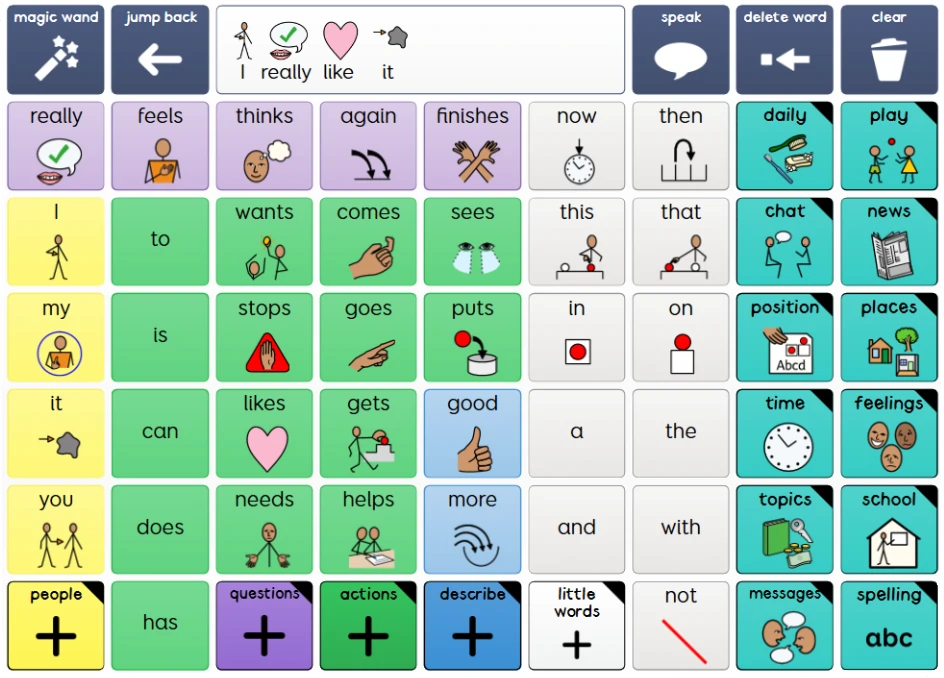 magic wand
jump back
I really like it
speak
delete word
clear
really
feels
thinks
again
finishes
now
then
daily
play
I
to
wants
comes
sees
this
that
chat
news
my
is
stops
goes
puts
in
on
position
Abcd
places
it
can
likes
gets
good
a
the
time
feelings
you
does
needs
helps
more
and
with
topics
school
people
has
questions
actions
describe
little
words
not
messages
spelling
abc